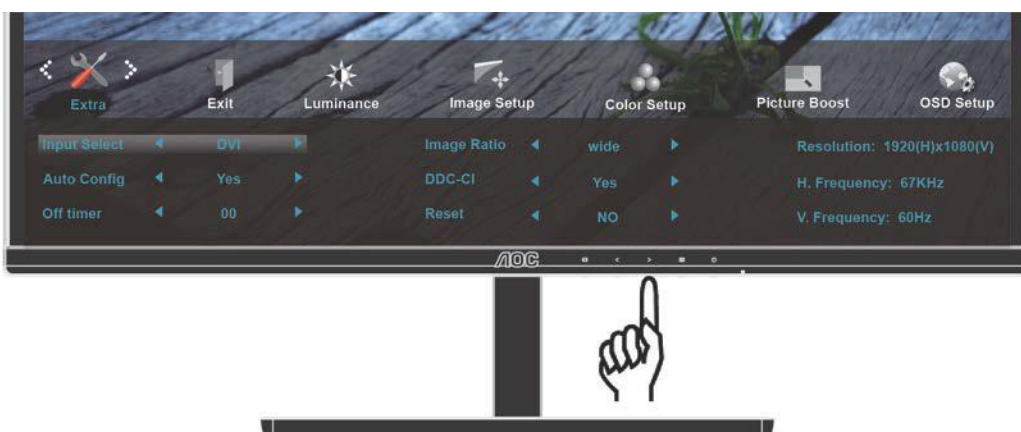 Extra Exit Luminance Image Setup Color Setup Picture Boost OSD Setup
Input Select DVI Image Ratio wide Resolution: 1920(H)x1080(V)
Auto Config Yes DDC-CI Yes H. Frequency: 67KHz
Off timer 00 Reset NO V. Frequency: 60Hz
AOC